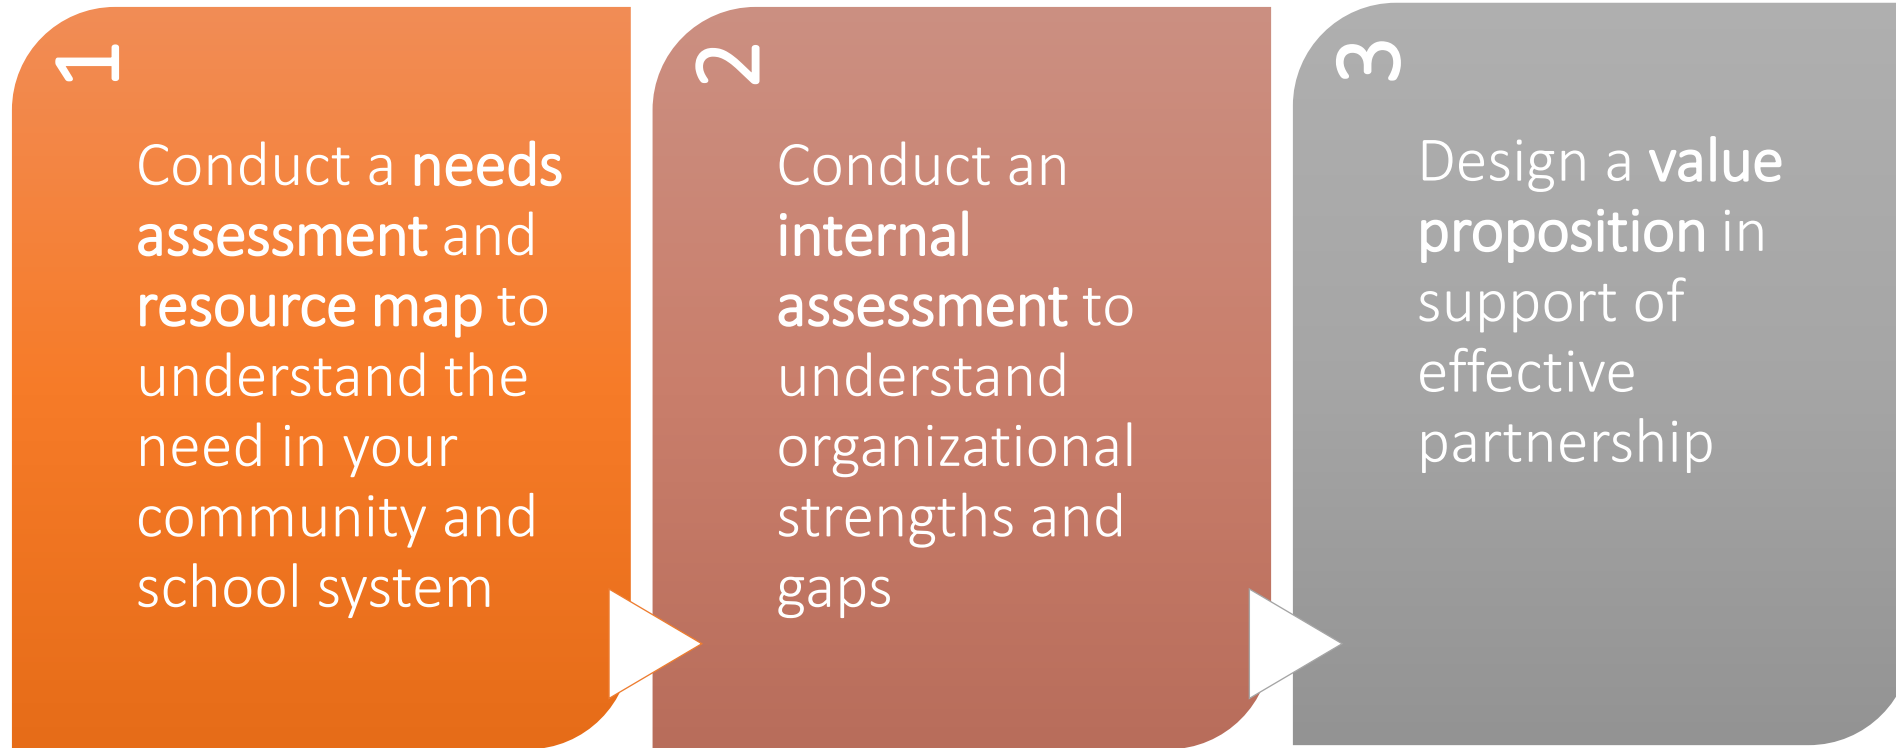 1
Conduct a needs
assessment and
resource map to
understand the
need in your
community and
school system
2
Conduct an
internal
assessment to
understand
organizational
strengths and
gaps
3
Design a value
proposition in
support of
effective
partnership